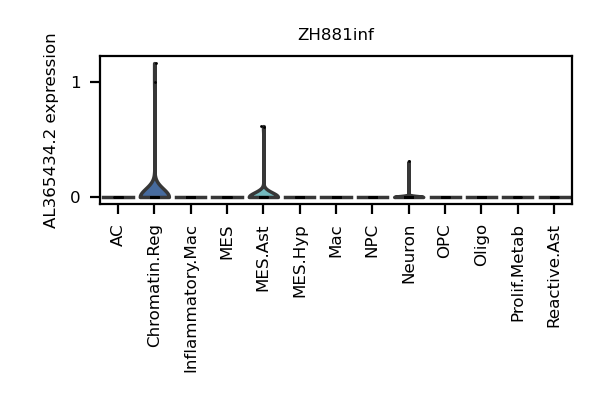 ZH881inf
AL365434.2 expression
1
0
AC
Chromatin.Reg
Inflammatory.Mac
MES
MES.Ast
MES.Hyp
Mac
NPC
Neuron
OPC
Oligo
Prolif.Metab
Reactive.Ast